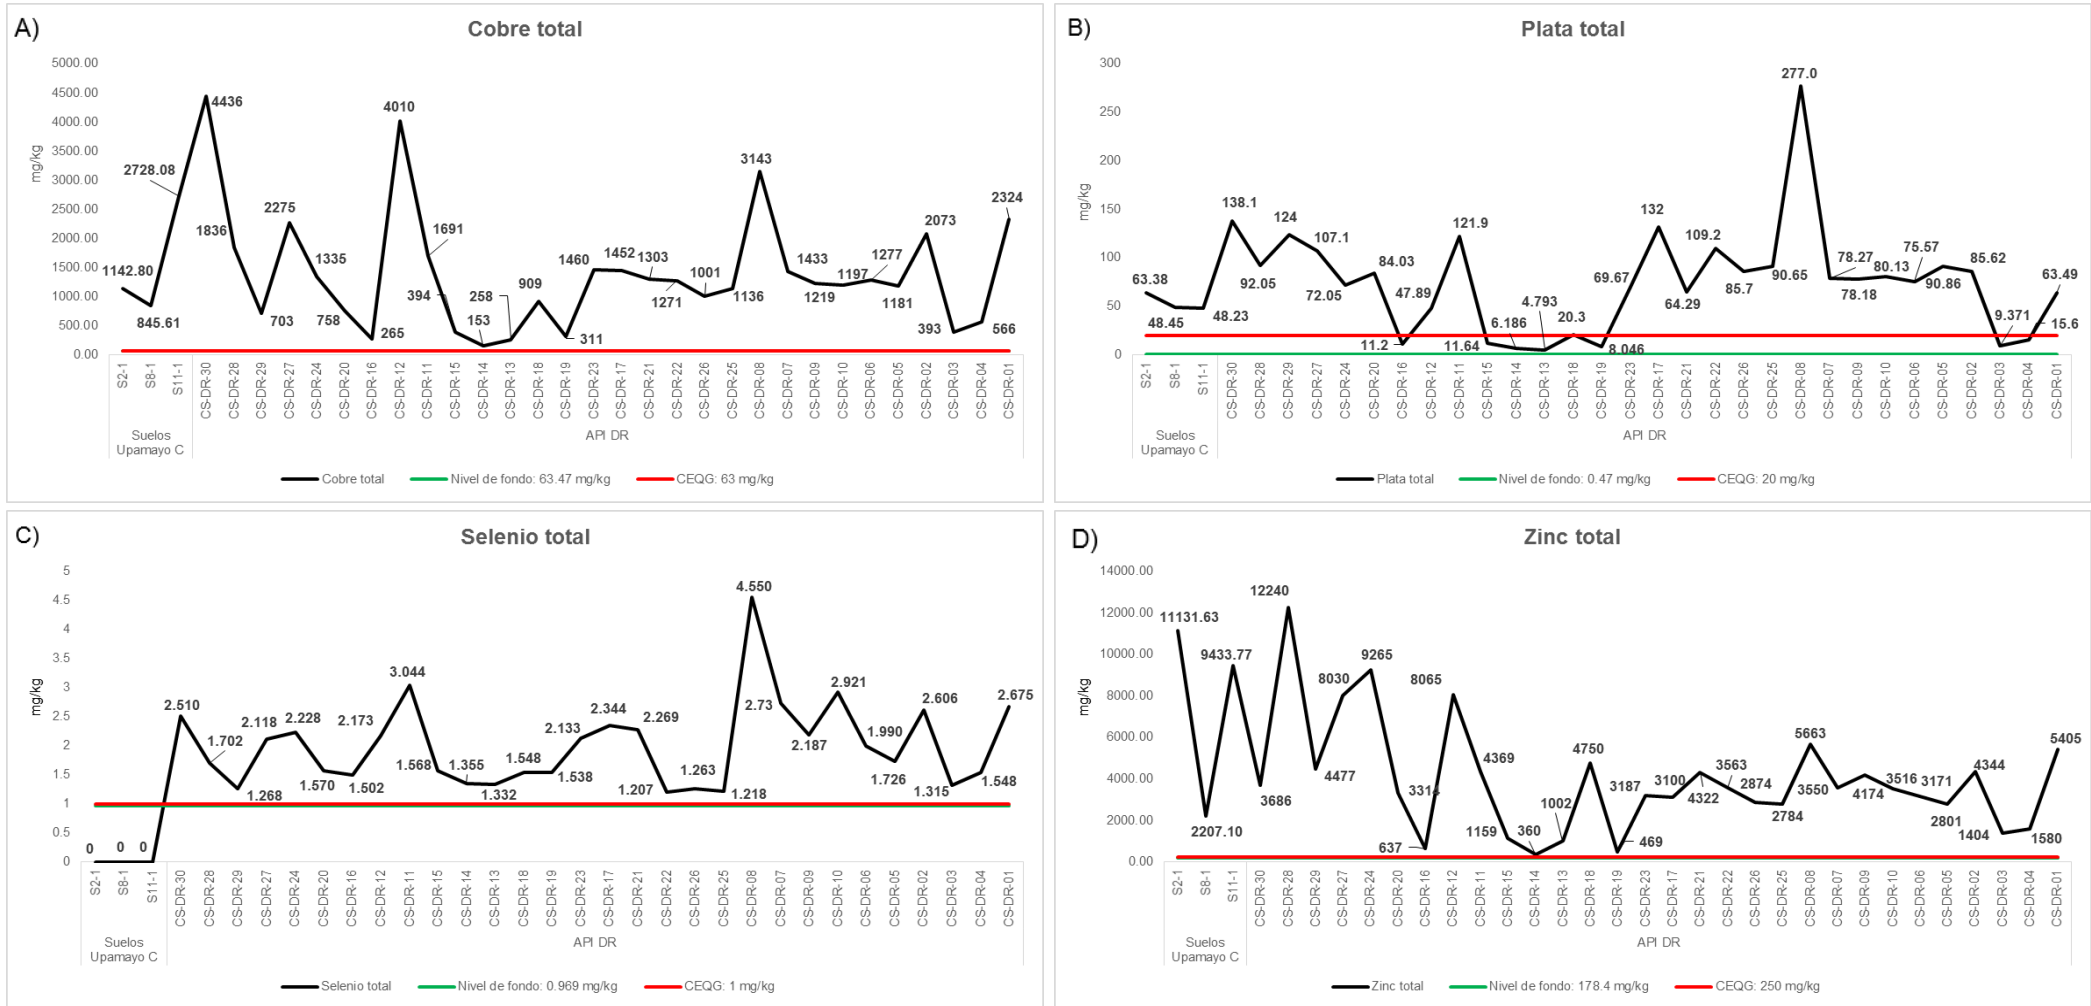 A)
Cobre total
mg/kg
5000.00
4500.00
4000.00
3500.00
3000.00
2500.00
2000.00
1500.00
1000.00
500.00
0.00
1142.80
845.61
2728.08
4436
1836
703
2275
1335
758
265
4010
1691
394
153
258
909
311
1460
1452
1303
1271
1001
1136
3143
1433
1219
1197
1277
1181
2073
393
566
2324
S2-1
S8-1
S11-1
CS-DR-30
CS-DR-28
CS-DR-29
CS-DR-27
CS-DR-24
CS-DR-20
CS-DR-16
CS-DR-12
CS-DR-11
CS-DR-15
CS-DR-14
CS-DR-13
CS-DR-18
CS-DR-19
CS-DR-23
CS-DR-17
CS-DR-21
CS-DR-22
CS-DR-26
CS-DR-25
CS-DR-08
CS-DR-07
CS-DR-09
CS-DR-10
CS-DR-06
CS-DR-05
CS-DR-02
CS-DR-03
CS-DR-04
CS-DR-01
Suelos
Upamayo C
API DR
Cobre total
Nivel de fondo: 63.47 mg/kg
CEQG: 63 mg/kg
B)
Plata total
mg/kg
300
250
200
150
100
50
0
63.38
48.45
48.23
138.1
92.05
124
107.1
72.05
84.03
11.2
47.89
121.9
11.64
6.186
4.793
20.3
8.046
69.67
132
64.29
109.2
85.7
90.65
277.0
78.27
78.18
80.13
75.57
90.86
85.62
9.371
15.6
63.49
S2-1
S8-1
S11-1
CS-DR-30
CS-DR-28
CS-DR-29
CS-DR-27
CS-DR-24
CS-DR-20
CS-DR-16
CS-DR-12
CS-DR-11
CS-DR-15
CS-DR-14
CS-DR-13
CS-DR-18
CS-DR-19
CS-DR-23
CS-DR-17
CS-DR-21
CS-DR-22
CS-DR-26
CS-DR-25
CS-DR-08
CS-DR-07
CS-DR-09
CS-DR-10
CS-DR-06
CS-DR-05
CS-DR-02
CS-DR-03
CS-DR-04
CS-DR-01
Suelos
Upamayo C
API DR
Plata total
Nivel de fondo: 0.47 mg/kg
CEQG: 20 mg/kg
C)
Selenio total
mg/kg
5
4.5
4
3.5
3
2.5
2
1.5
1
0.5
0
0
0
0
2.510
1.702
1.268
2.118
2.228
1.570
1.502
2.173
3.044
1.568
1.355
1.332
1.548
1.538
2.133
2.344
2.269
1.207
1.263
1.218
4.550
2.73
2.187
2.921
1.990
1.726
2.606
1.315
1.548
2.675
S2-1
S8-1
S11-1
CS-DR-30
CS-DR-28
CS-DR-29
CS-DR-27
CS-DR-24
CS-DR-20
CS-DR-16
CS-DR-12
CS-DR-11
CS-DR-15
CS-DR-14
CS-DR-13
CS-DR-18
CS-DR-19
CS-DR-23
CS-DR-17
CS-DR-21
CS-DR-22
CS-DR-26
CS-DR-25
CS-DR-08
CS-DR-07
CS-DR-09
CS-DR-10
CS-DR-06
CS-DR-05
CS-DR-02
CS-DR-03
CS-DR-04
CS-DR-01
Suelos
Upamayo C
API DR
Selenio total
Nivel de fondo: 0.969 mg/kg
CEQG: 1 mg/kg
D)
Zinc total
mg/kg
14000.00
12000.00
10000.00
8000.00
6000.00
4000.00
2000.00
0.00
11131.63
2207.10
9433.77
3686
12240
4477
8030
9265
3314
637
8065
4369
1159
360
1002
4750
469
3187
3100
4322
3563
2874
2784
5663
3550
4174
3516
3171
2801
4344
1404
1580
5405
S2-1
S8-1
S11-1
CS-DR-30
CS-DR-28
CS-DR-29
CS-DR-27
CS-DR-24
CS-DR-20
CS-DR-16
CS-DR-12
CS-DR-11
CS-DR-15
CS-DR-14
CS-DR-13
CS-DR-18
CS-DR-19
CS-DR-23
CS-DR-17
CS-DR-21
CS-DR-22
CS-DR-26
CS-DR-25
CS-DR-08
CS-DR-07
CS-DR-09
CS-DR-10
CS-DR-06
CS-DR-05
CS-DR-02
CS-DR-03
CS-DR-04
CS-DR-01
Suelos
Upamayo C
API DR
Zinc total
Nivel de fondo: 178.4 mg/kg
CEQG: 250 mg/kg